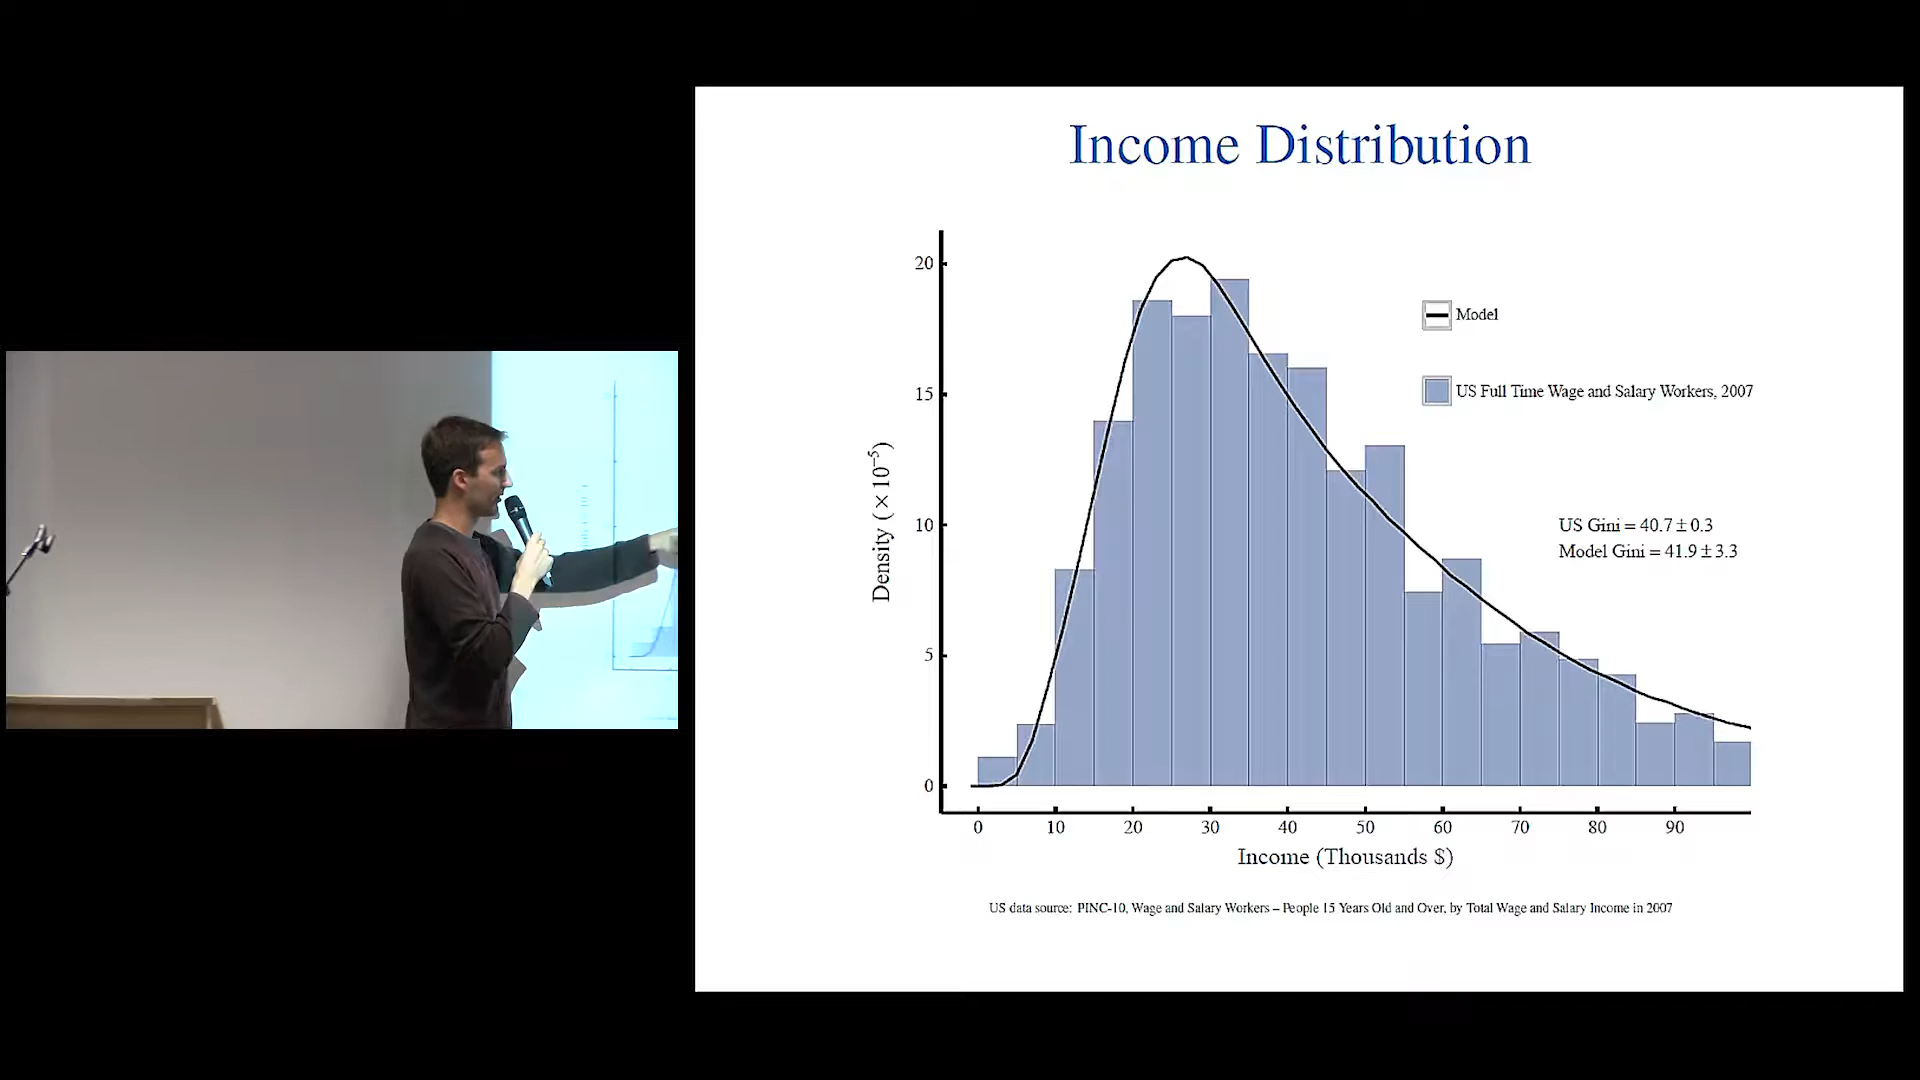 Income Distribution
20
15
10
5
0
Density (×10⁻⁵)
Model
US Full Time Wage and Salary Workers, 2007
US Gini = 40.7 ± 0.3
Model Gini = 41.9 ± 3.3
0 10 20 30 40 50 60 70 80 90
Income (Thousands $)
US data source: PINC-10, Wage and Salary Workers – People 15 Years Old and Over, by Total Wage and Salary Income in 2007